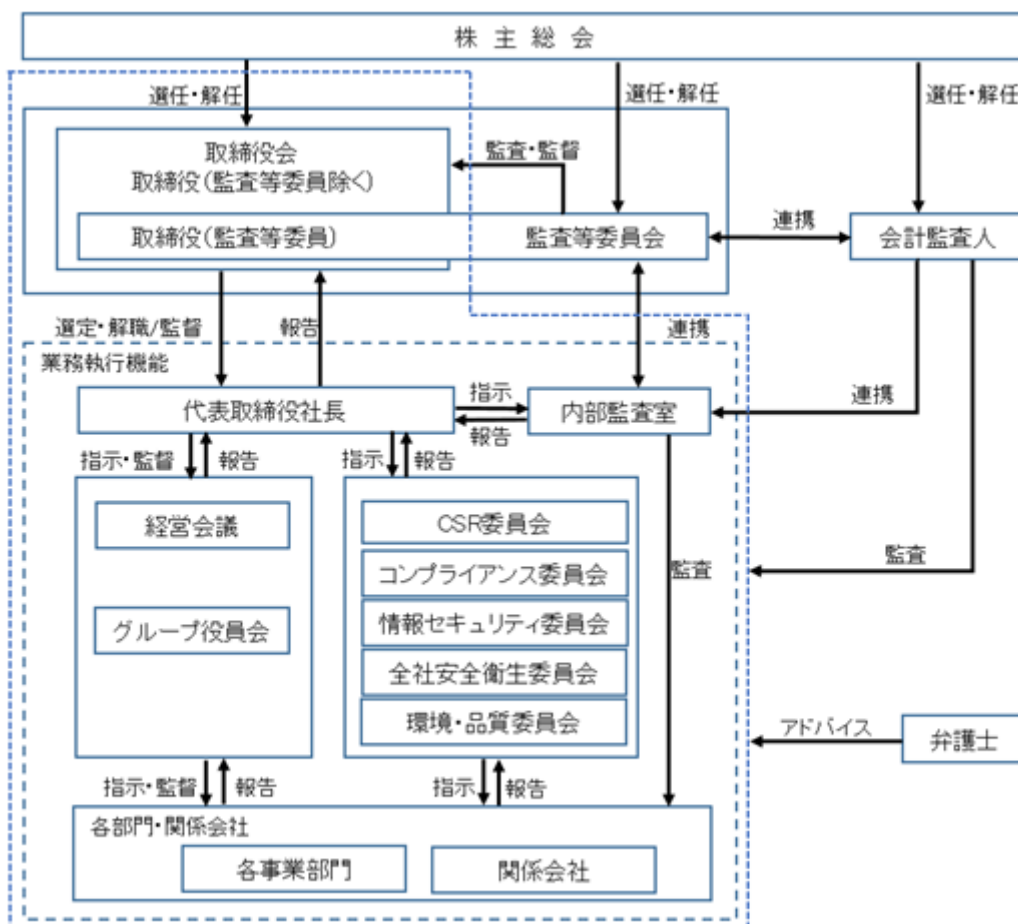 株 主 総 会
選任・解任
選任・解任
選任・解任
取締役会
取締役(監査等委員除く)
監査・監督
取締役(監査等委員)
監査等委員会
連携
会計監査人
選定・解職/監督
報告
連携
業務執行機能
代表取締役社長
指示
報告
内部監査室
連携
指示・監督
報告
指示
報告
経営会議
グループ役員会
CSR委員会
コンプライアンス委員会
情報セキュリティ委員会
全社安全衛生委員会
環境・品質委員会
監査
監査
アドバイス
弁護士
指示・監督
報告
指示
報告
各部門・関係会社
各事業部門
関係会社